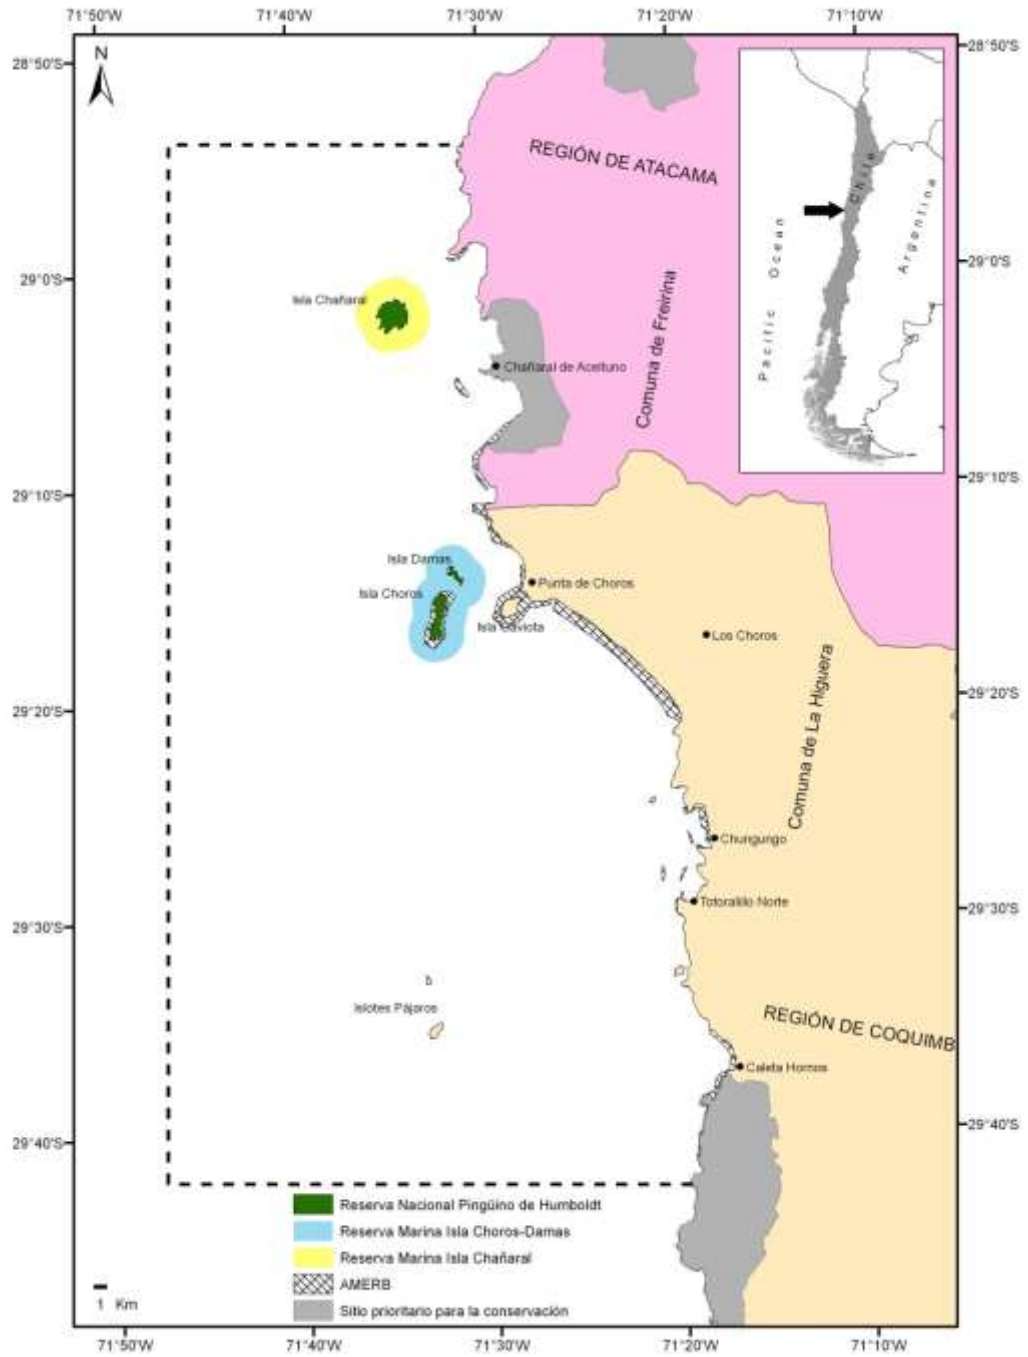 71°50'W 71°40'W 71°30'W 71°20'W 71°10'W
N
28°50'S
28°50'S
REGIÓN DE ATACAMA
Chile
Argentina
Pacific Ocean
29°0'S
29°0'S
Isla Chañaral
Comuna de Freirina
Chañaral de Aceituno
29°10'S
29°10'S
Isla Damas
Punta de Choros
Isla Choros
Isla Gaviota
Los Choros
Comuna de La Higuera
29°20'S
29°20'S
Chungungo
Totoralillo Norte
29°30'S
29°30'S
Islotes Pájaros
REGIÓN DE COQUIMB
Caleta Hornos
29°40'S
29°40'S
Reserva Nacional Pingüino de Humboldt
Reserva Marina Isla Choros-Damas
Reserva Marina Isla Chañaral
AMERB
Sitio prioritario para la conservación
1 Km
71°50'W 71°40'W 71°30'W 71°20'W 71°10'W